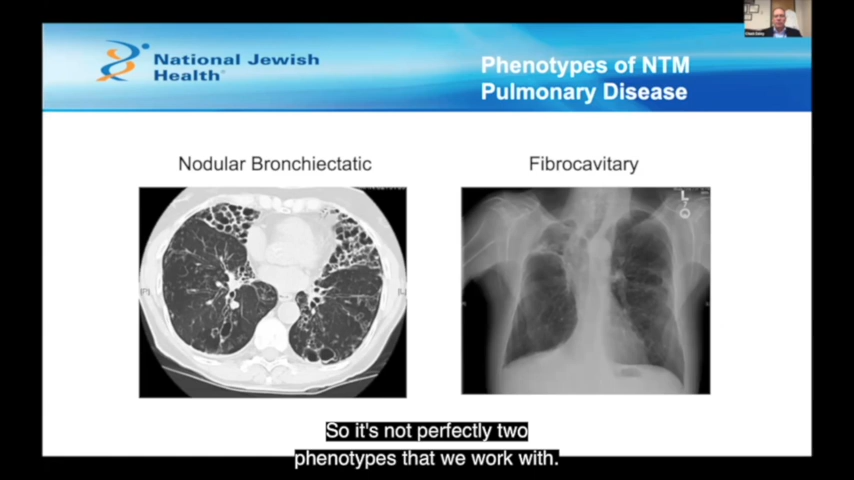 National Jewish
Health®
Phenotypes of NTM
Pulmonary Disease
Nodular Bronchiectatic
Fibrocavitary
L
So it's not perfectly two
phenotypes that we work with.